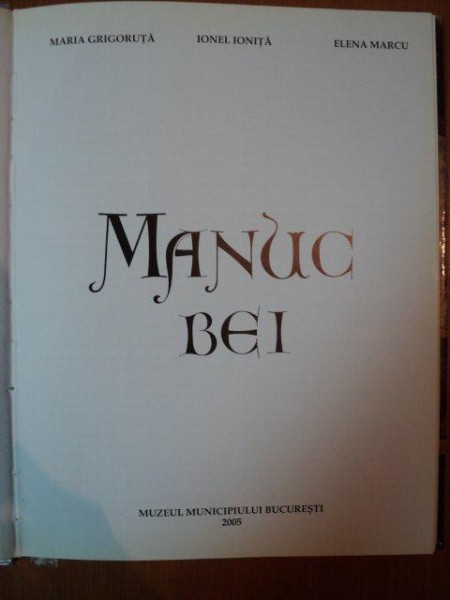 MARIA GRIGORUȚĂ IONEL IONIȚĂ ELENA MARCU
MANUC
BEI
MUZEUL MUNICIPIULUI BUCUREȘTI
2005